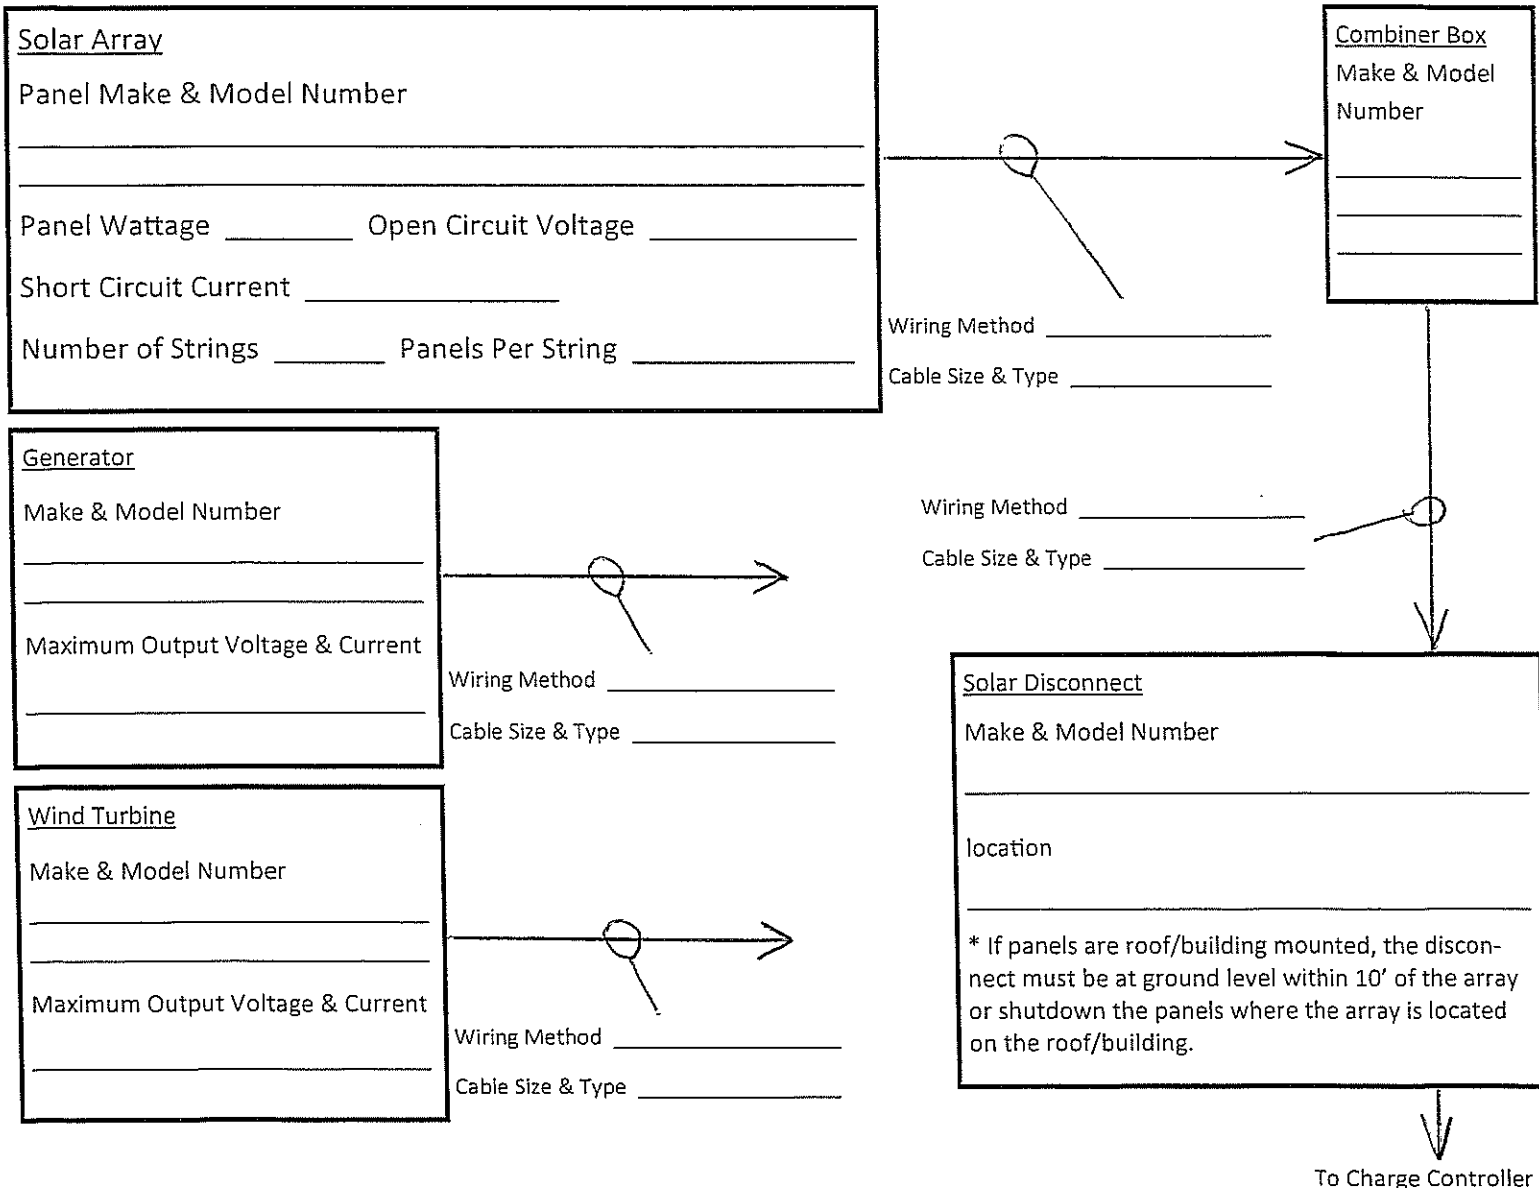 Solar Array
Panel Make & Model Number
Panel Wattage
Open Circuit Voltage
Short Circuit Current
Number of Strings
Panels Per String
Combiner Box
Make & Model
Number
Wiring Method
Cable Size & Type
Wiring Method
Cable Size & Type
Generator
Make & Model Number
Maximum Output Voltage & Current
Wiring Method
Cable Size & Type
Solar Disconnect
Make & Model Number
location
* If panels are roof/building mounted, the discon-
nect must be at ground level within 10' of the array
or shutdown the panels where the array is located
on the roof/building.
Wind Turbine
Make & Model Number
Maximum Output Voltage & Current
Wiring Method
Cable Size & Type
To Charge Controller